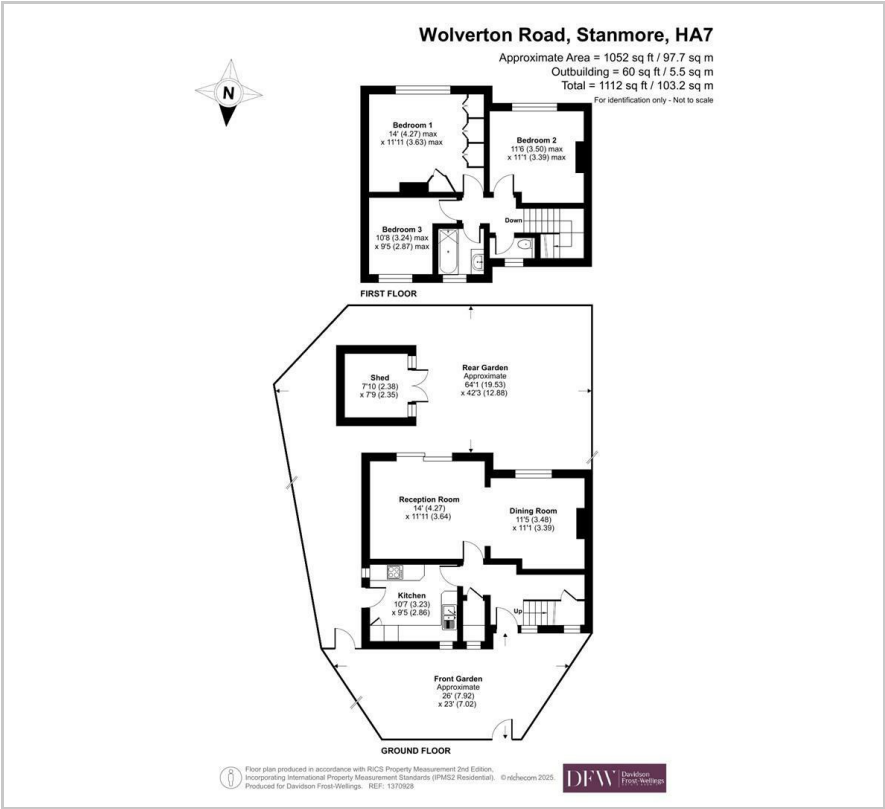 Wolverton Road, Stanmore, HA7
Approximate Area = 1052 sq ft / 97.7 sq m
Outbuilding = 60 sq ft / 5.5 sq m
Total = 1112 sq ft / 103.2 sq m
For identification only - Not to scale
N
Bedroom 1
14' (4.27) max
x 11'11 (3.63) max
Bedroom 2
11'6 (3.50) max
x 11'1 (3.39) max
Bedroom 3
10'8 (3.24) max
x 9'5 (2.87) max
Down
FIRST FLOOR
Shed
7'10 (2.38)
x 7'9 (2.35)
Rear Garden
Approximate
64'1 (19.53)
x 42'3 (12.88)
Reception Room
14' (4.27)
x 11'11 (3.64)
Dining Room
11'5 (3.48)
x 11'1 (3.39)
Kitchen
10'7 (3.23)
x 9'5 (2.86)
Up
Front Garden
Approximate
26' (7.92)
x 23' (7.02)
GROUND FLOOR
Floor plan produced in accordance with RICS Property Measurement 2nd Edition,
Incorporating International Property Measurement Standards (IPMS2 Residential). © nichecom 2025.
Produced for Davidson Frost-Wellings. REF: 1370928
DFW
Davidson
Frost-Wellings